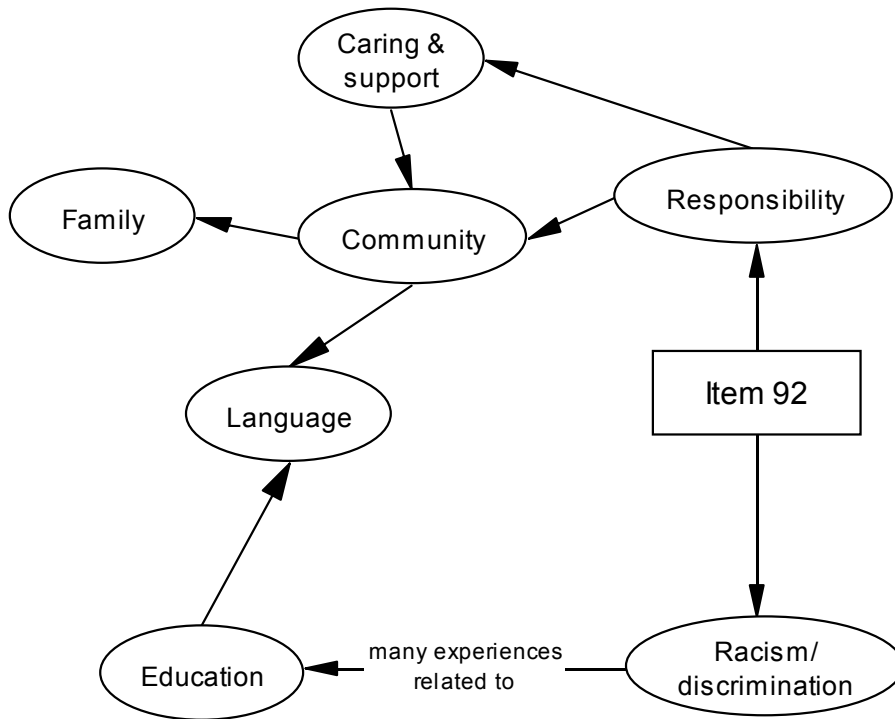 Caring &
support
Responsibility
Family
Community
Item 92
Language
many experiences
related to
Racism/
discrimination
Education